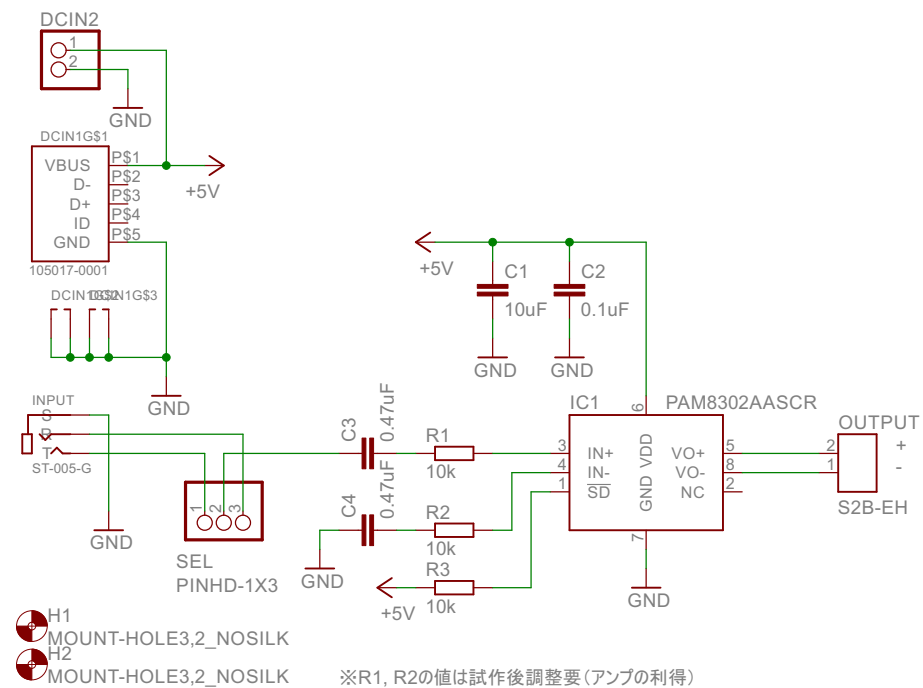 DCIN2
1
2
GND
DCIN1G$1
VBUS P$1
D- P$2
D+ P$3
ID P$4
GND P$5
105017-0001
+5V
DCIN1G$2 DCIN1G$3
GND
INPUT
S
R
T
ST-005-G
GND
1 2 3
SEL
PINHD-1X3
+5V
C1
10uF
GND
C2
0.1uF
GND
C3
0.47uF
R1
10k
C4
0.47uF
R2
10k
GND
R3
10k
+5V
IC1
PAM8302AASCR
6
3 IN+
4 IN-
1 SD
GND VDD
VO+ 5
VO- 8
NC 2
7
GND
OUTPUT
2 +
1 -
S2B-EH
H1
MOUNT-HOLE3,2_NOSILK
H2
MOUNT-HOLE3,2_NOSILK
※R1, R2の値は試作後調整要(アンプの利得)